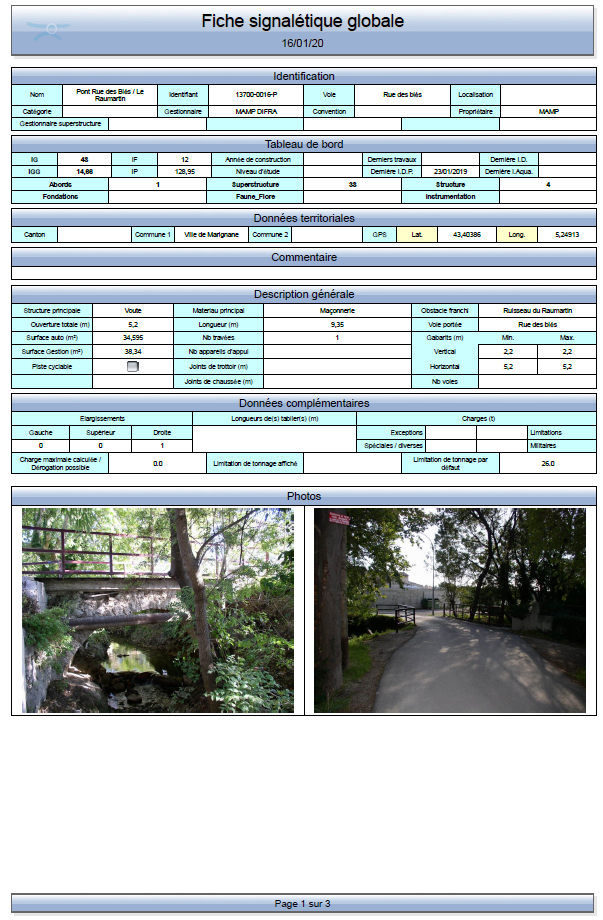 Fiche signalétique globale
16/01/20
Identification
Nom Pont Rue des Blés / Le Raumartin Identifiant 13700-0016-P Voie Rue des blés Localisation
Catégorie Gestionnaire MAMP DIFRA Convention Propriétaire MAMP
Gestionnaire superstructure
Tableau de bord
IG 48 IF 12 Année de construction Derniers travaux Dernière I.D.
IGG 14,66 IP 128,95 Niveau d'étude Dernière I.D.P. 23/01/2019 Dernière I.Aqua.
Abords 1 Superstructure 38 Structure 4
Fondations Faune_Flore Instrumentation
Données territoriales
Canton Commune 1 Ville de Marignane Commune 2 GPS Lat. 43,40386 Long. 5,24913
Commentaire
Description générale
Structure principale Voute Materiau principal Maçonnerie Obstacle franchi Ruisseau du Raumartin
Ouverture totale (m) 5,2 Longueur (m) 9,35 Voie portée Rue des blés
Surface auto (m²) 34,595 Nb travées 1 Gabarits (m) Min. Max.
Surface Gestion (m²) 38,34 Nb appareils d'appui Vertical 2,2 2,2
Piste cyclable Joints de trottoir (m) Horizontal 5,2 5,2
Joints de chaussée (m) Nb voies
Données complémentaires
Elargissements Longueurs de(s) tablier(s) (m) Charges (t)
Gauche Supérieur Droite Exceptions Limitations
0 0 1 Spéciales / diverses Militaires
Charge maximale calculée / Dérogation possible 0.0 Limitation de tonnage affiché Limitation de tonnage par défaut 26.0
Photos
Page 1 sur 3